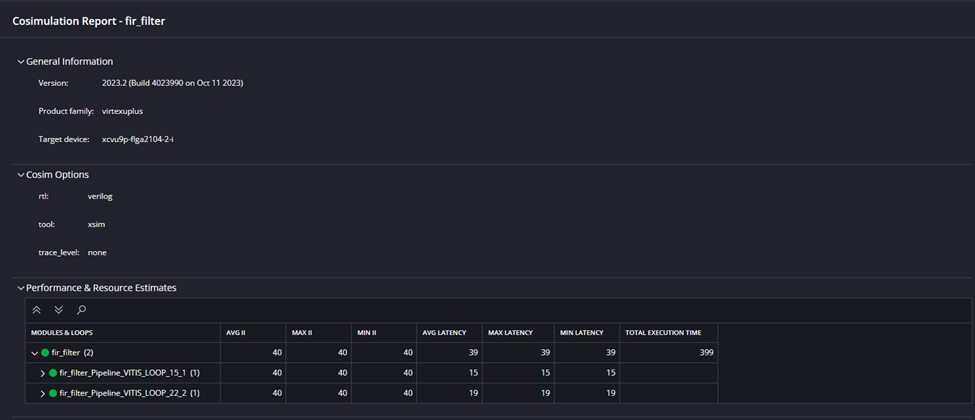 Cosimulation Report - fir_filter
General Information
Version: 2023.2 (Build 4023990 on Oct 11 2023)
Product family: virtexuplus
Target device: xcvu9p-flga2104-2-i
Cosim Options
rtl: verilog
tool: xsim
trace_level: none
Performance & Resource Estimates
MODULES & LOOPS AVG II MAX II MIN II AVG LATENCY MAX LATENCY MIN LATENCY TOTAL EXECUTION TIME
fir_filter (2) 40 40 40 39 39 39 399
fir_filter_Pipeline_VITIS_LOOP_15_1 (1) 40 40 40 15 15 15
fir_filter_Pipeline_VITIS_LOOP_22_2 (1) 40 40 40 19 19 19